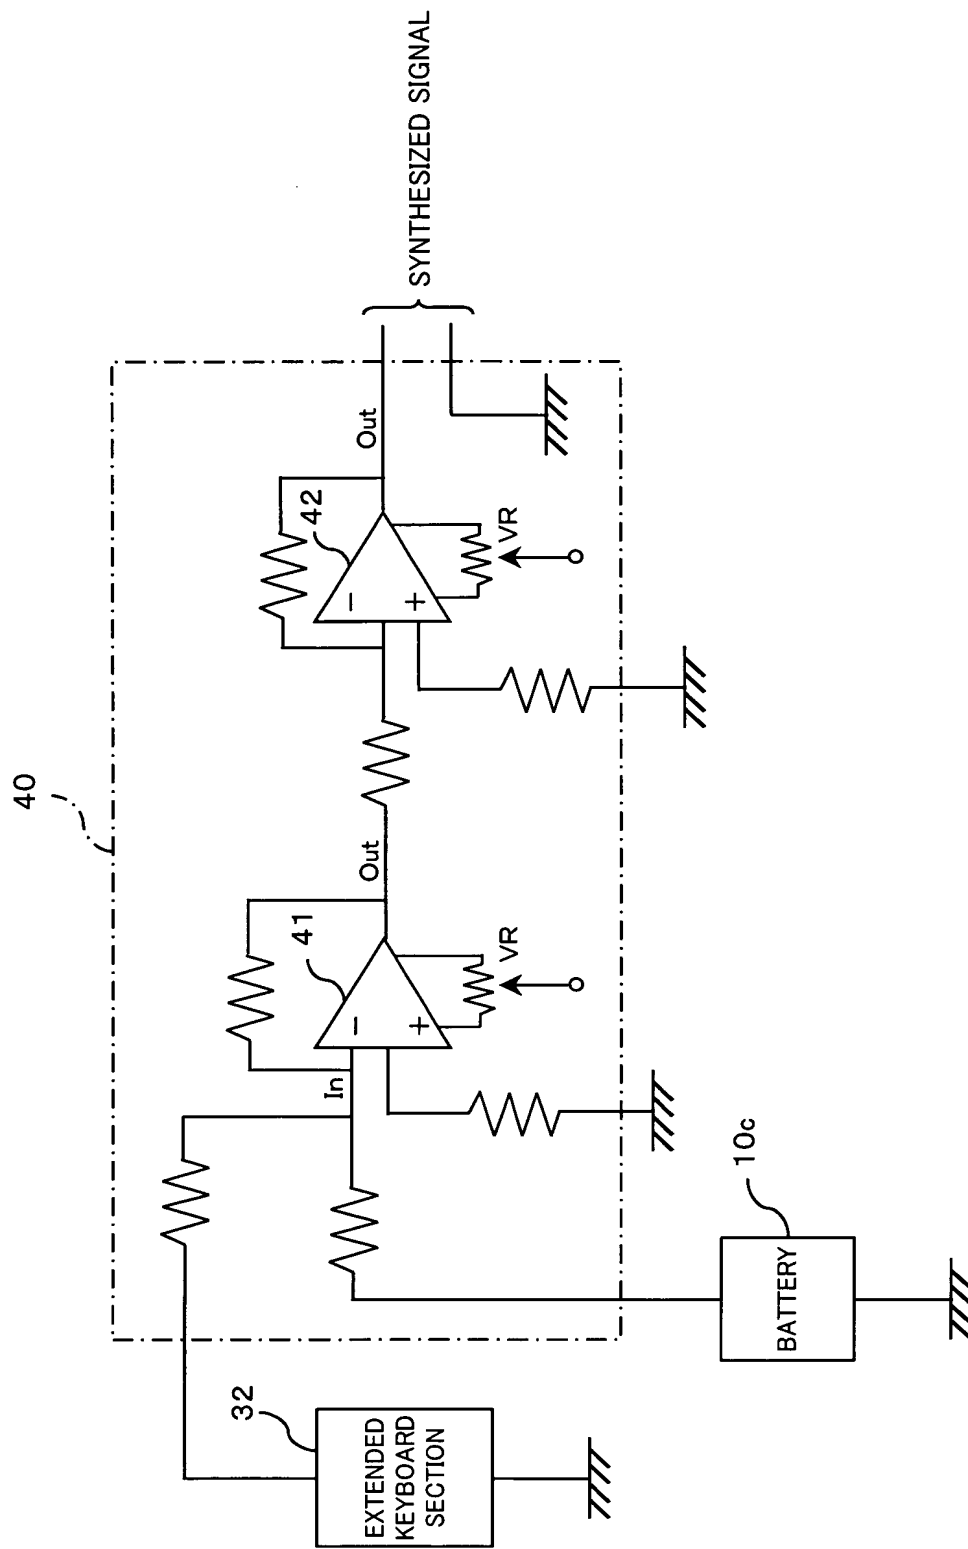 40
32
EXTENDED
KEYBOARD
SECTION
BATTERY
10c
In
41
−
+
VR
Out
42
−
+
VR
Out
SYNTHESIZED SIGNAL